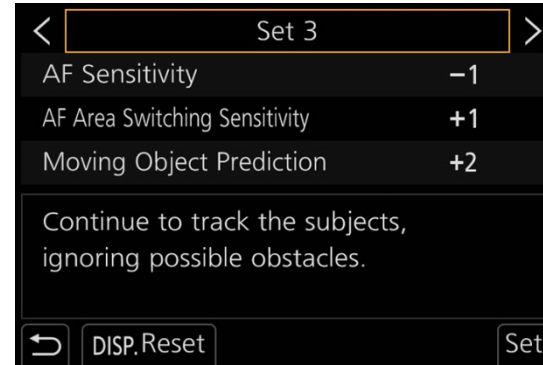 Set 3
AF Sensitivity −1
AF Area Switching Sensitivity +1
Moving Object Prediction +2
Continue to track the subjects,
ignoring possible obstacles.
DISP. Reset Set